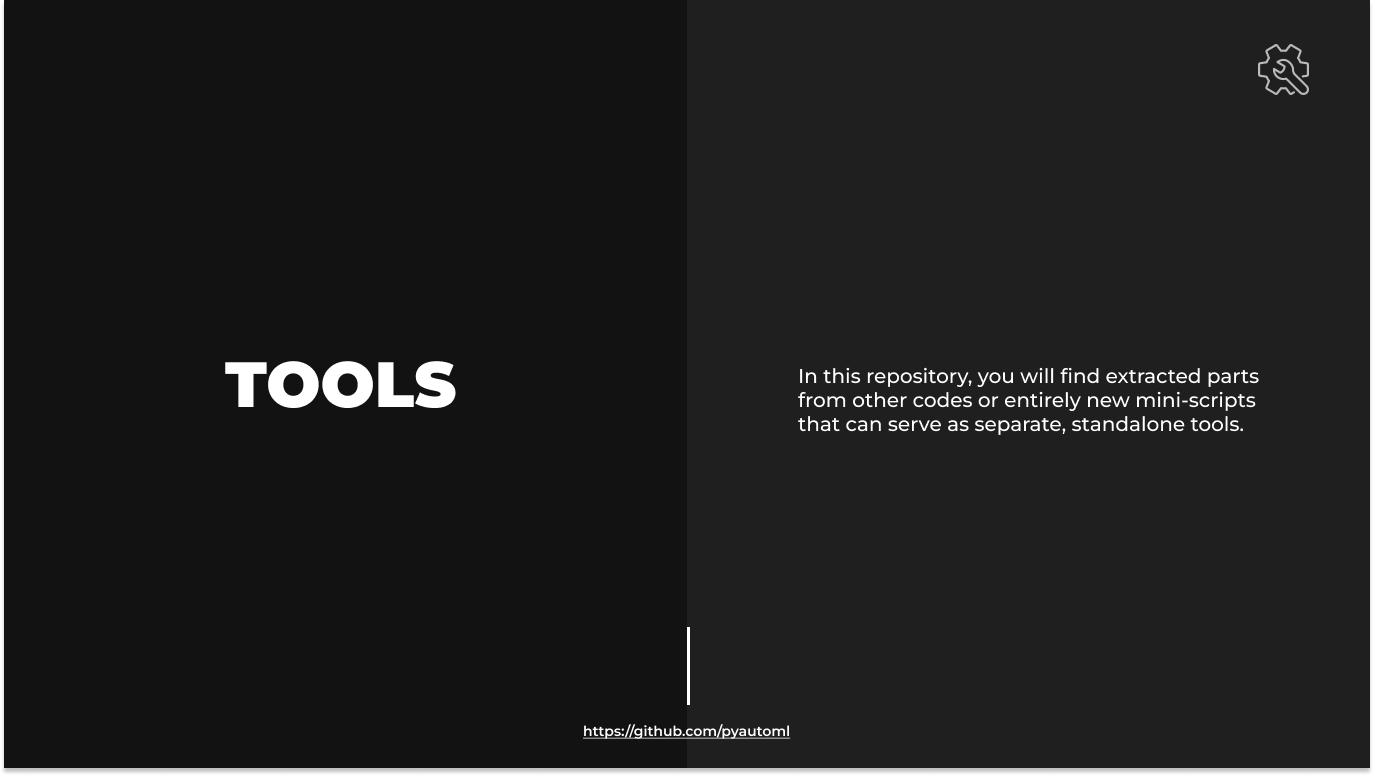 TOOLS
In this repository, you will find extracted parts
from other codes or entirely new mini-scripts
that can serve as separate, standalone tools.
https://github.com/pyautoml